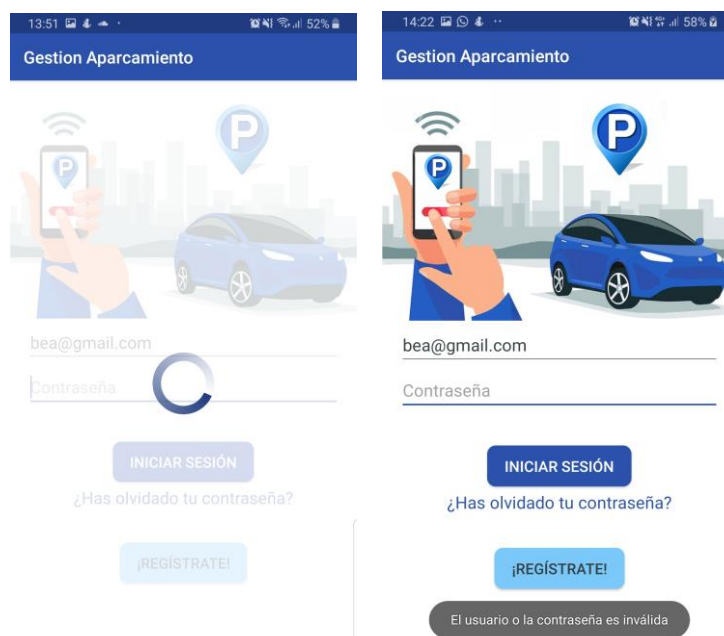 13:51 52%
Gestion Aparcamiento
P
P
bea@gmail.com
Contraseña
INICIAR SESIÓN
¿Has olvidado tu contraseña?
¡REGÍSTRATE!
14:22 58%
Gestion Aparcamiento
P
P
bea@gmail.com
Contraseña
INICIAR SESIÓN
¿Has olvidado tu contraseña?
¡REGÍSTRATE!
El usuario o la contraseña es inválida